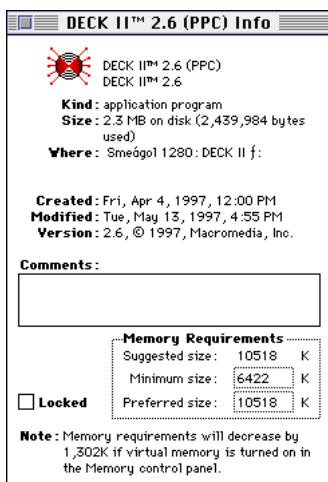 DECK II™ 2.6 (PPC) Info
DECK II™ 2.6 (PPC)
DECK II™ 2.6
Kind: application program
Size: 2.3 MB on disk (2,439,984 bytes
used)
Where: Smeágol 1280: DECK II ƒ:
Created: Fri, Apr 4, 1997, 12:00 PM
Modified: Tue, May 13, 1997, 4:55 PM
Version: 2.6, © 1997, Macromedia, Inc.
Comments:
Memory Requirements
Suggested size: 10518 K
Minimum size: 6422 K
Locked Preferred size: 10518 K
Note: Memory requirements will decrease by
1,302K if virtual memory is turned on in
the Memory control panel.